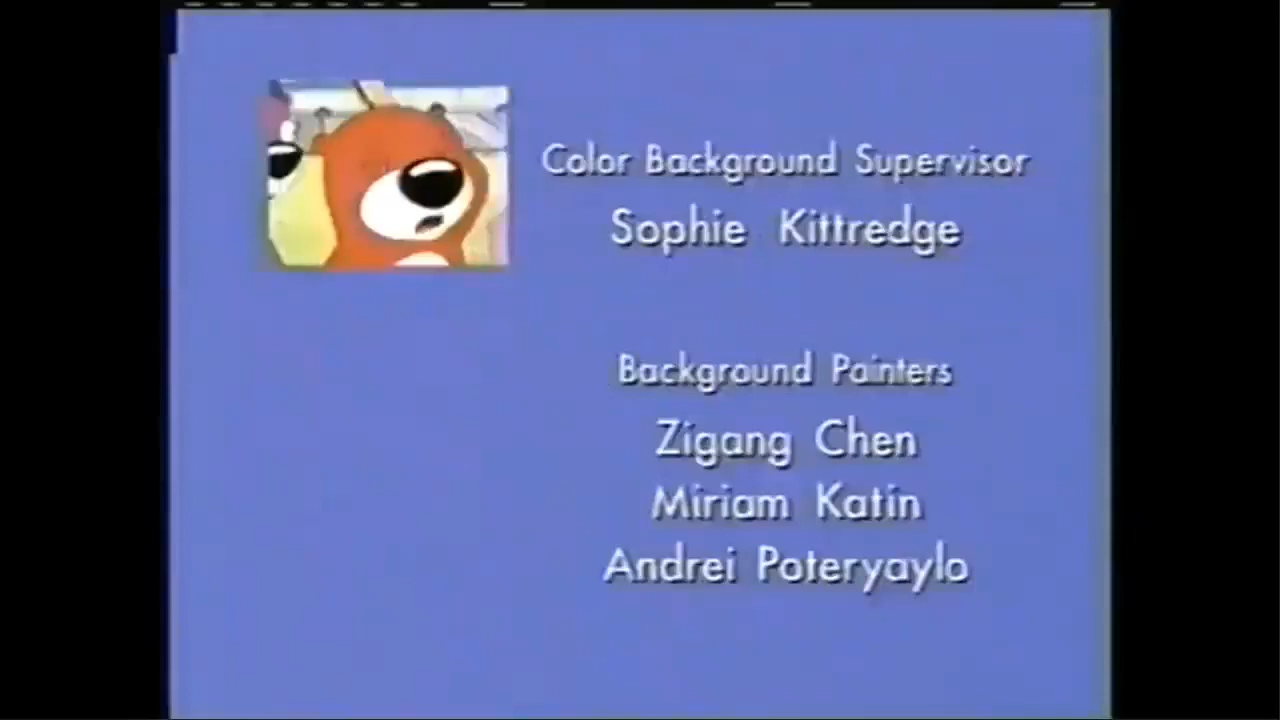 Color Background Supervisor
Sophie Kittredge
Background Painters
Zigang Chen
Miriam Katin
Andrei Poteryaylo